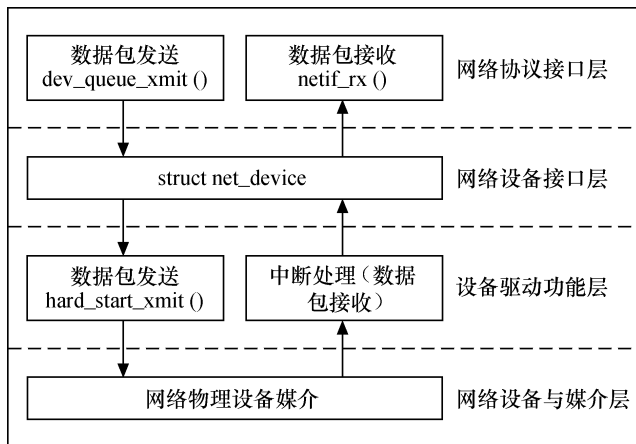 数据包发送
dev_queue_xmit ()
数据包接收
netif_rx ()
网络协议接口层
struct net_device
网络设备接口层
数据包发送
hard_start_xmit ()
中断处理（数据
包接收）
设备驱动功能层
网络物理设备媒介
网络设备与媒介层